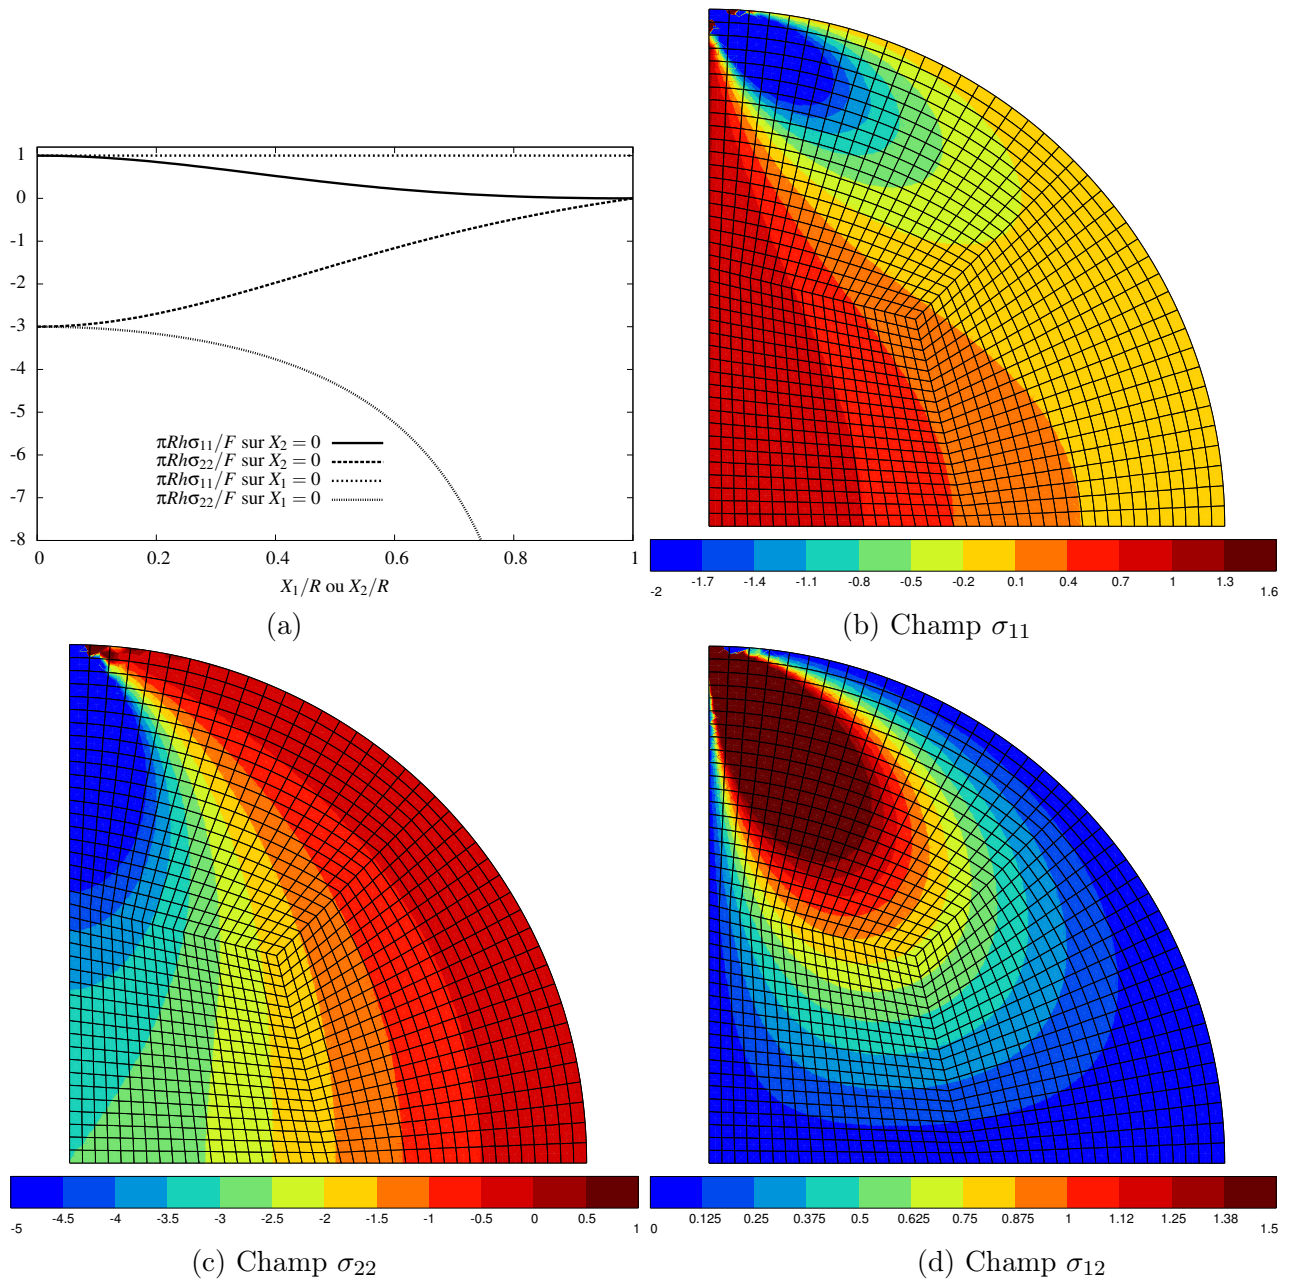 1
0
-1
-2
-3
-4
-5
-6
-7
-8
πRhσ₁₁/F sur X₂ = 0
πRhσ₂₂/F sur X₂ = 0
πRhσ₁₁/F sur X₁ = 0
πRhσ₂₂/F sur X₁ = 0
0 0.2 0.4 0.6 0.8 1
X₁/R ou X₂/R
(a)
-2 -1.7 -1.4 -1.1 -0.8 -0.5 -0.2 0.1 0.4 0.7 1 1.3 1.6
(b) Champ σ₁₁
-5 -4.5 -4 -3.5 -3 -2.5 -2 -1.5 -1 -0.5 0 0.5 1
(c) Champ σ₂₂
0 0.125 0.25 0.375 0.5 0.625 0.75 0.875 1 1.12 1.25 1.38 1.5
(d) Champ σ₁₂